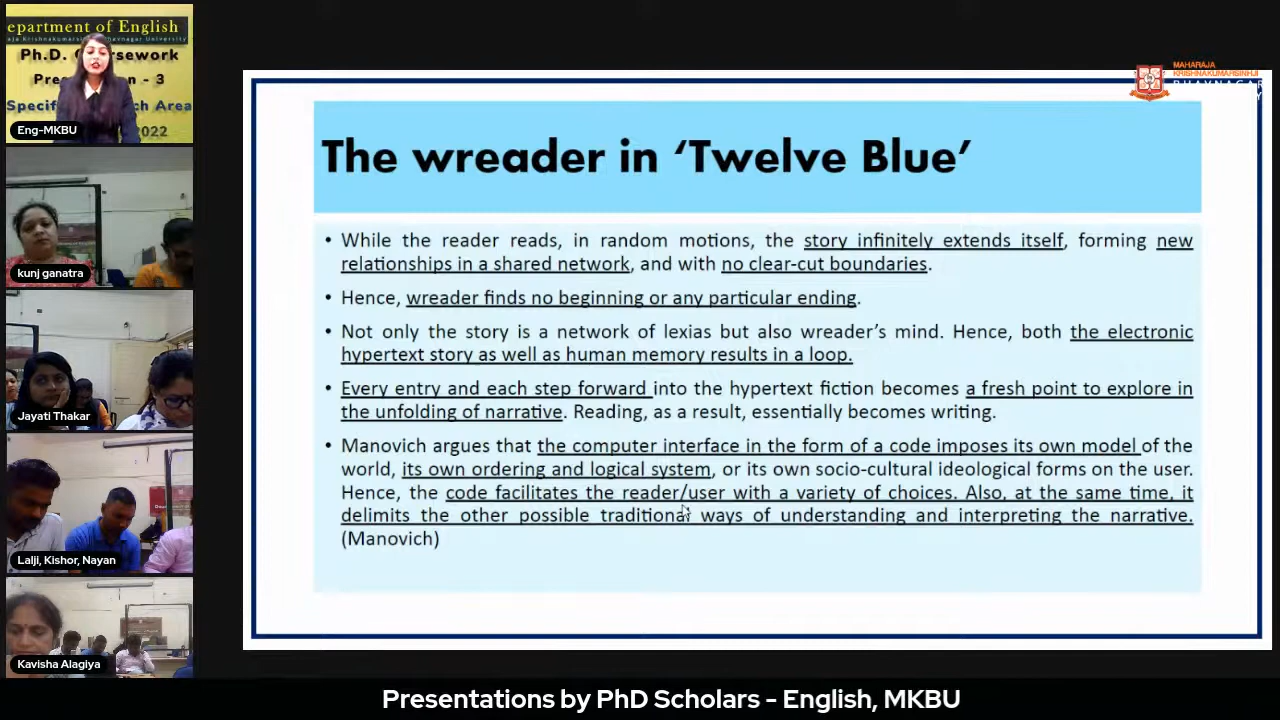 epartment of English
Ph.D. C rsework
Pre n - 3
Specif ch Area
2022
Eng-MKBU
kunj ganatra
Jayati Thakar
Lalji, Kishor, Nayan
Kavisha Alagiya
MAHARAJA
KRISHNAKUMARSINHJI
BHAVNAGAR
The wreader in ‘Twelve Blue’
• While the reader reads, in random motions, the story infinitely extends itself, forming new
relationships in a shared network, and with no clear-cut boundaries.
• Hence, wreader finds no beginning or any particular ending.
• Not only the story is a network of lexias but also wreader’s mind. Hence, both the electronic
hypertext story as well as human memory results in a loop.
• Every entry and each step forward into the hypertext fiction becomes a fresh point to explore in
the unfolding of narrative. Reading, as a result, essentially becomes writing.
• Manovich argues that the computer interface in the form of a code imposes its own model of the
world, its own ordering and logical system, or its own socio-cultural ideological forms on the user.
Hence, the code facilitates the reader/user with a variety of choices. Also, at the same time, it
delimits the other possible traditional ways of understanding and interpreting the narrative.
(Manovich)
Presentations by PhD Scholars - English, MKBU